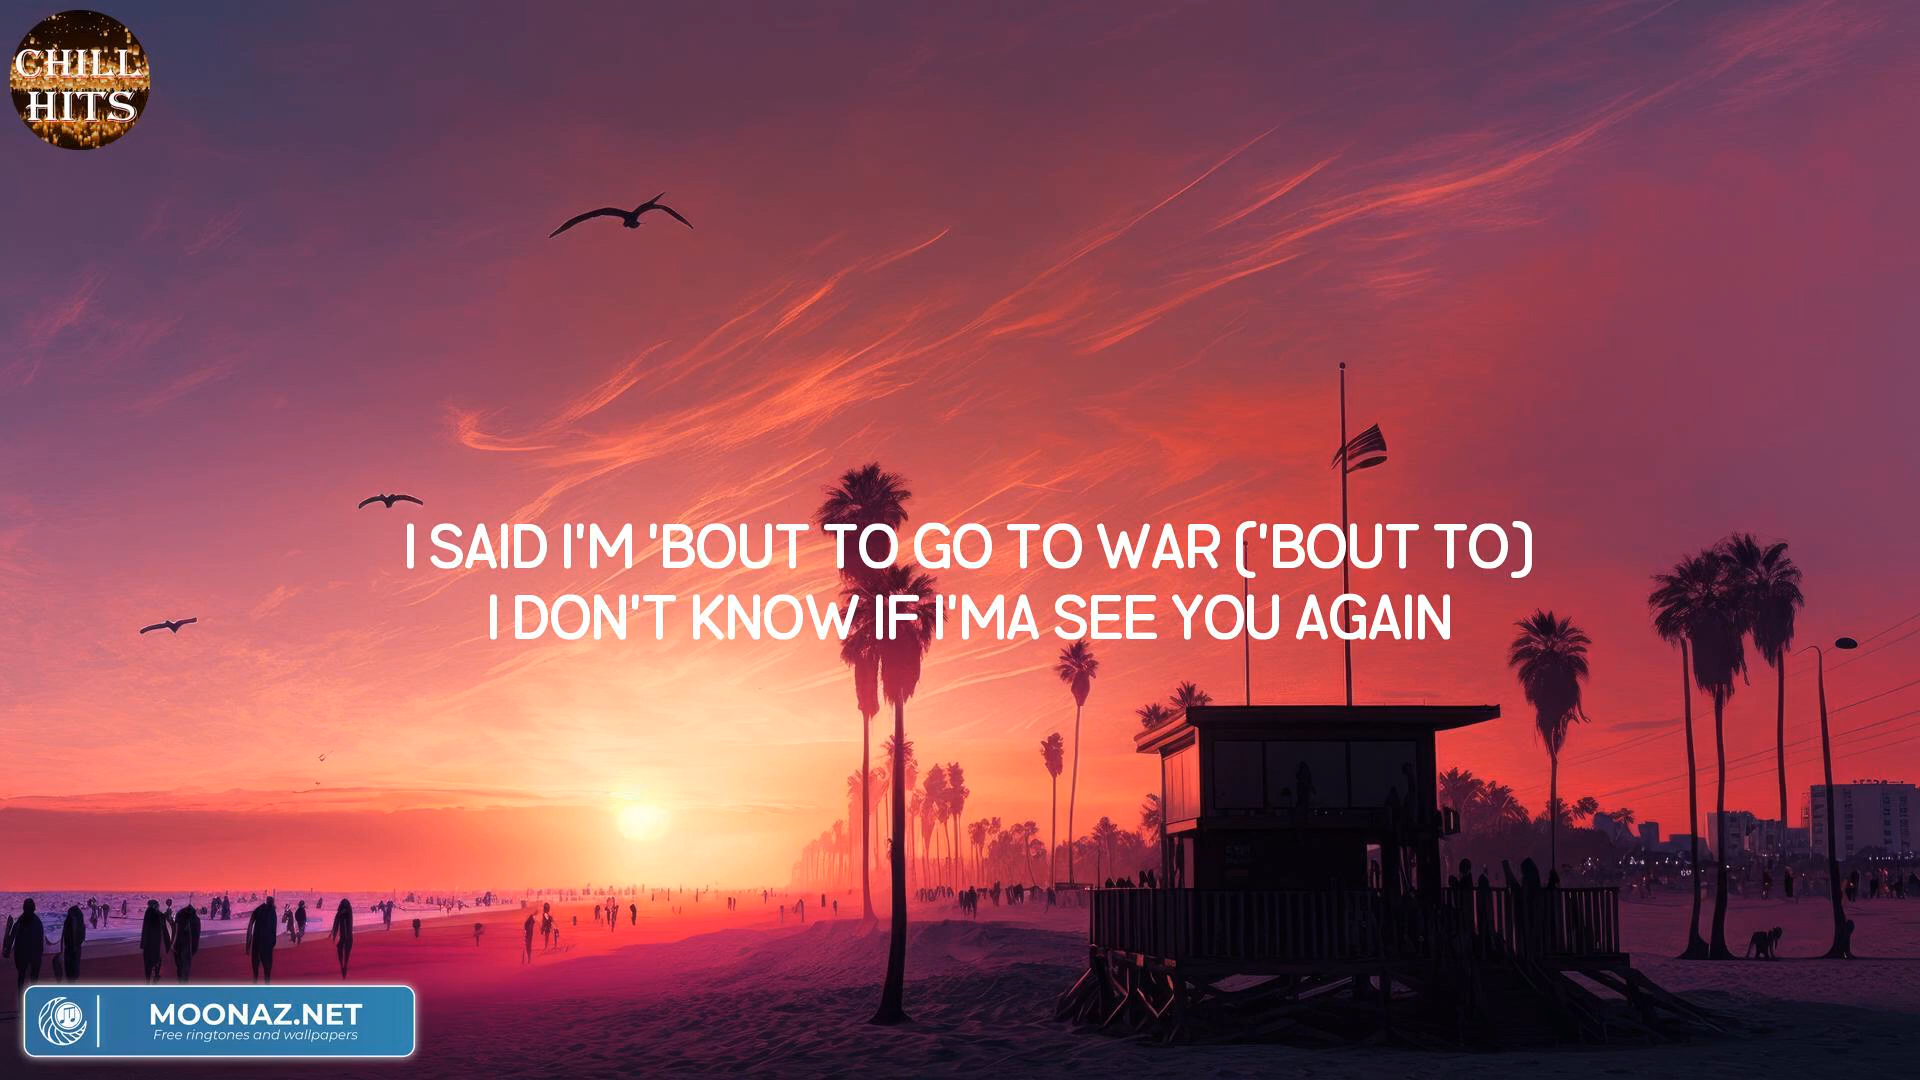 CHILL
HITS
I SAID I'M 'BOUT TO GO TO WAR ('BOUT TO)
I DON'T KNOW IF I'MA SEE YOU AGAIN
MOONAZ.NET
Free ringtones and wallpapers